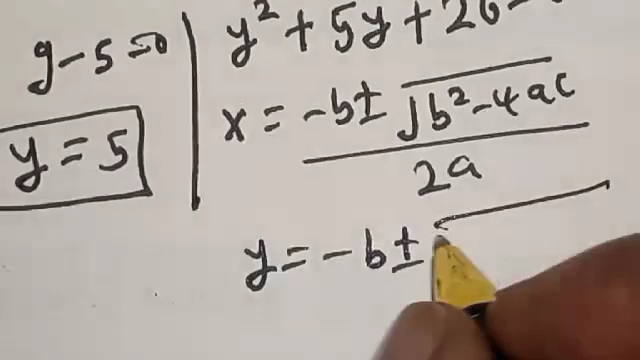 y-5=0
y=5
y²+5y+26
x = -b±√b²-4ac
2a
y = -b±